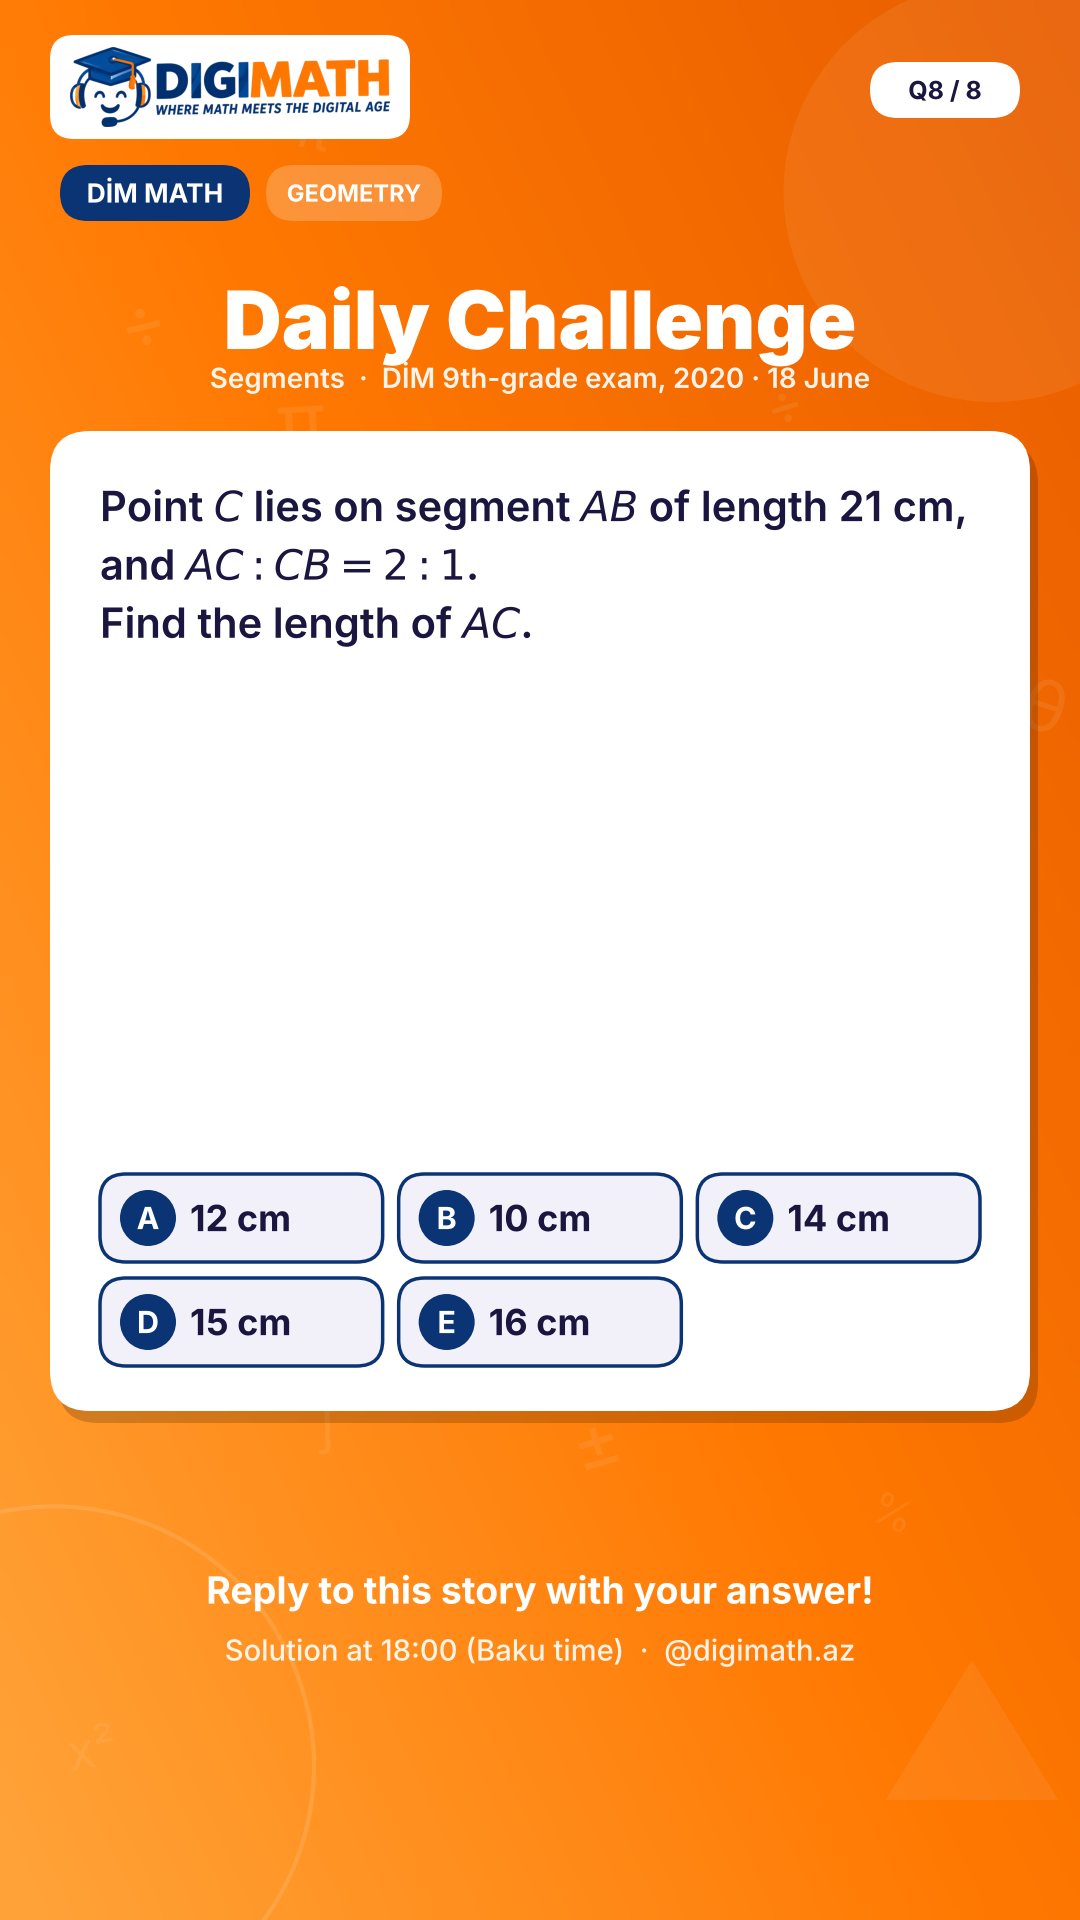 DIGIMATH
WHERE MATH MEETS THE DIGITAL AGE
Q8 / 8
DİM MATH
GEOMETRY
Daily Challenge
Segments · DİM 9th-grade exam, 2020 · 18 June
Point C lies on segment AB of length 21 cm,
and AC : CB = 2 : 1.
Find the length of AC.
A 12 cm
B 10 cm
C 14 cm
D 15 cm
E 16 cm
Reply to this story with your answer!
Solution at 18:00 (Baku time) · @digimath.az
π
÷
π
÷
θ
∫
±
%
x²